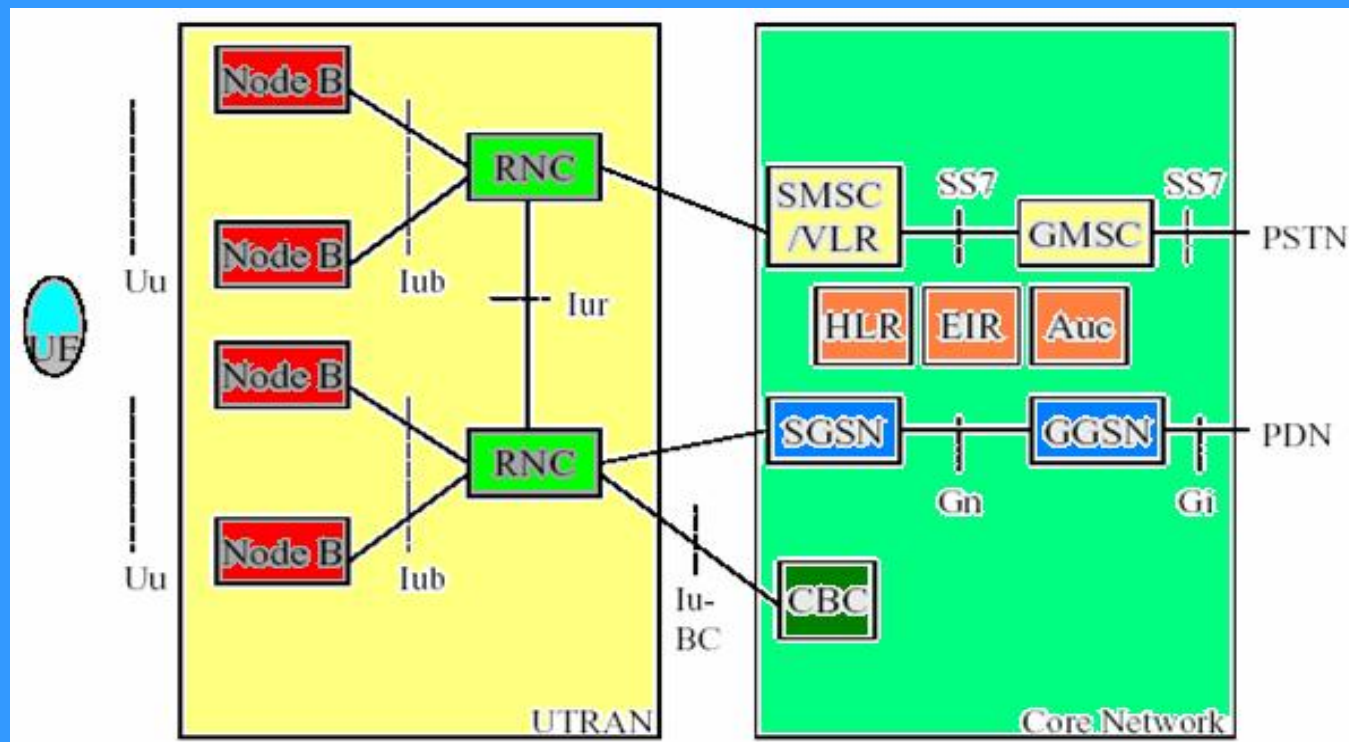 Node B
RNC
SMSC
/VLR
SS7
GMSC
SS7
PSTN
Node B
Uu
Iub
Iur
HLR
EIR
Auc
UE
Node B
RNC
SGSN
GGSN
PDN
Gn
Gi
Node B
Uu
Iub
Iu-
BC
CBC
UTRAN
Core Network